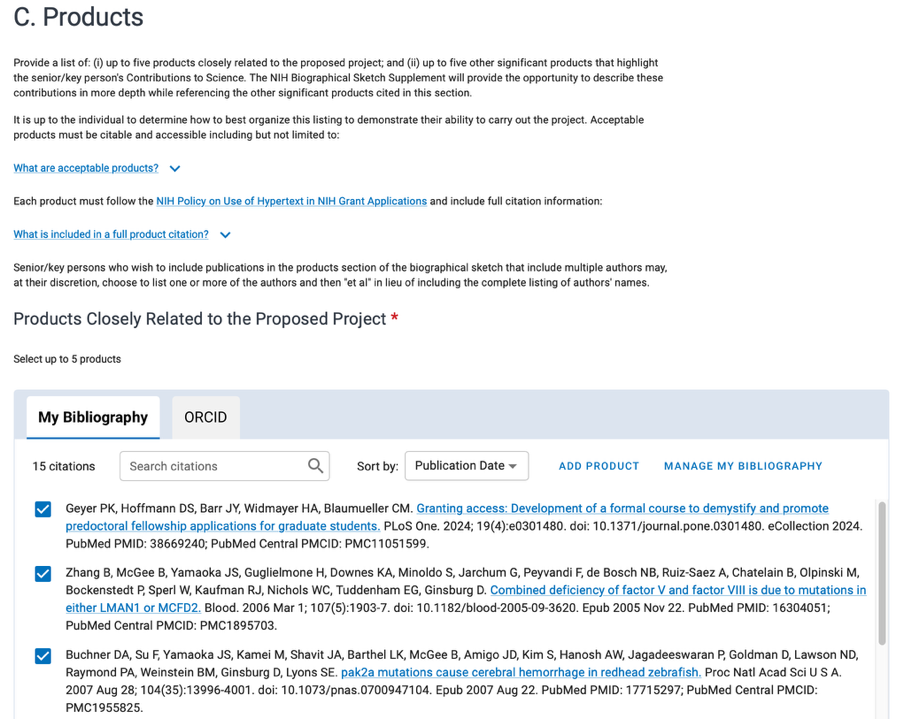 C. Products
Provide a list of: (i) up to five products closely related to the proposed project; and (ii) up to five other significant products that highlight
the senior/key person's Contributions to Science. The NIH Biographical Sketch Supplement will provide the opportunity to describe these
contributions in more depth while referencing the other significant products cited in this section.
It is up to the individual to determine how to best organize this listing to demonstrate their ability to carry out the project. Acceptable
products must be citable and accessible including but not limited to:
What are acceptable products?
Each product must follow the NIH Policy on Use of Hypertext in NIH Grant Applications and include full citation information:
What is included in a full product citation?
Senior/key persons who wish to include publications in the products section of the biographical sketch that include multiple authors may,
at their discretion, choose to list one or more of the authors and then "et al" in lieu of including the complete listing of authors' names.
Products Closely Related to the Proposed Project *
Select up to 5 products
My Bibliography ORCID
15 citations Search citations Sort by: Publication Date ADD PRODUCT MANAGE MY BIBLIOGRAPHY
Geyer PK, Hoffmann DS, Barr JY, Widmayer HA, Blaumueller CM. Granting access: Development of a formal course to demystify and promote
predoctoral fellowship applications for graduate students. PLoS One. 2024; 19(4):e0301480. doi: 10.1371/journal.pone.0301480. eCollection 2024.
PubMed PMID: 38669240; PubMed Central PMCID: PMC11051599.
Zhang B, McGee B, Yamaoka JS, Guglielmone H, Downes KA, Minoldo S, Jarchum G, Peyvandi F, de Bosch NB, Ruiz-Saez A, Chatelain B, Olpinski M,
Bockenstedt P, Sperl W, Kaufman RJ, Nichols WC, Tuddenham EG, Ginsburg D. Combined deficiency of factor V and factor VIII is due to mutations in
either LMAN1 or MCFD2. Blood. 2006 Mar 1; 107(5):1903-7. doi: 10.1182/blood-2005-09-3620. Epub 2005 Nov 22. PubMed PMID: 16304051;
PubMed Central PMCID: PMC1895703.
Buchner DA, Su F, Yamaoka JS, Kamei M, Shavit JA, Barthel LK, McGee B, Amigo JD, Kim S, Hanosh AW, Jagadeeswaran P, Goldman D, Lawson ND,
Raymond PA, Weinstein BM, Ginsburg D, Lyons SE. pak2a mutations cause cerebral hemorrhage in redhead zebrafish. Proc Natl Acad Sci U S A.
2007 Aug 28; 104(35):13996-4001. doi: 10.1073/pnas.0700947104. Epub 2007 Aug 22. PubMed PMID: 17715297; PubMed Central PMCID:
PMC1955825.